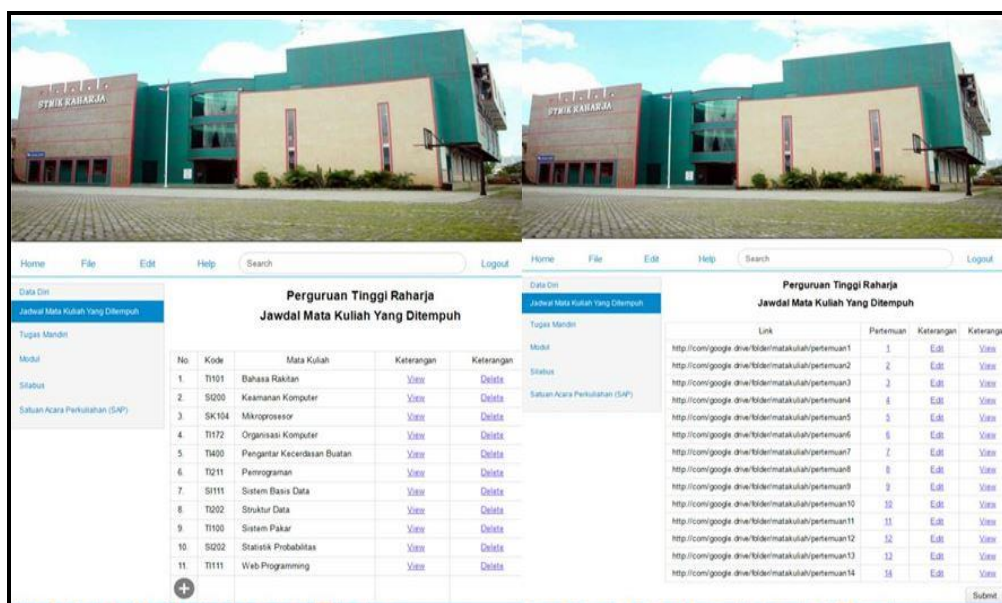 STMIK RAHARJA
Home File Edit Help Search Logout
Data Diri
Jadwal Mata Kuliah Yang Ditempuh
Tugas Mandiri
Modul
Silabus
Satuan Acara Perkuliahan (SAP)
Perguruan Tinggi Raharja
Jawdal Mata Kuliah Yang Ditempuh
No. Kode Mata Kuliah Keterangan Keterangan
1. TI101 Bahasa Rakitan View Delete
2. SI200 Keamanan Komputer View Delete
3. SK104 Mikroprosesor View Delete
4. TI172 Organisasi Komputer View Delete
5. TI400 Pengantar Kecerdasan Buatan View Delete
6. TI211 Pemrograman View Delete
7. SI111 Sistem Basis Data View Delete
8. TI202 Struktur Data View Delete
9. TI100 Sistem Pakar View Delete
10. SI202 Statistik Probabilitas View Delete
11. TI111 Web Programming View Delete
STMIK RAHARJA
Home File Edit Help Search Logout
Data Diri
Jadwal Mata Kuliah Yang Ditempuh
Tugas Mandiri
Modul
Silabus
Satuan Acara Perkuliahan (SAP)
Perguruan Tinggi Raharja
Jawdal Mata Kuliah Yang Ditempuh
Link Pertemuan Keterangan Keterangan
http://com/google.drive/folder/matakuliah/pertemuan1 1 Edit View
http://com/google.drive/folder/matakuliah/pertemuan2 2 Edit View
http://com/google.drive/folder/matakuliah/pertemuan3 3 Edit View
http://com/google.drive/folder/matakuliah/pertemuan4 4 Edit View
http://com/google.drive/folder/matakuliah/pertemuan5 5 Edit View
http://com/google.drive/folder/matakuliah/pertemuan6 6 Edit View
http://com/google.drive/folder/matakuliah/pertemuan7 7 Edit View
http://com/google.drive/folder/matakuliah/pertemuan8 8 Edit View
http://com/google.drive/folder/matakuliah/pertemuan9 9 Edit View
http://com/google.drive/folder/matakuliah/pertemuan10 10 Edit View
http://com/google.drive/folder/matakuliah/pertemuan11 11 Edit View
http://com/google.drive/folder/matakuliah/pertemuan12 12 Edit View
http://com/google.drive/folder/matakuliah/pertemuan13 13 Edit View
http://com/google.drive/folder/matakuliah/pertemuan14 14 Edit View
Submit